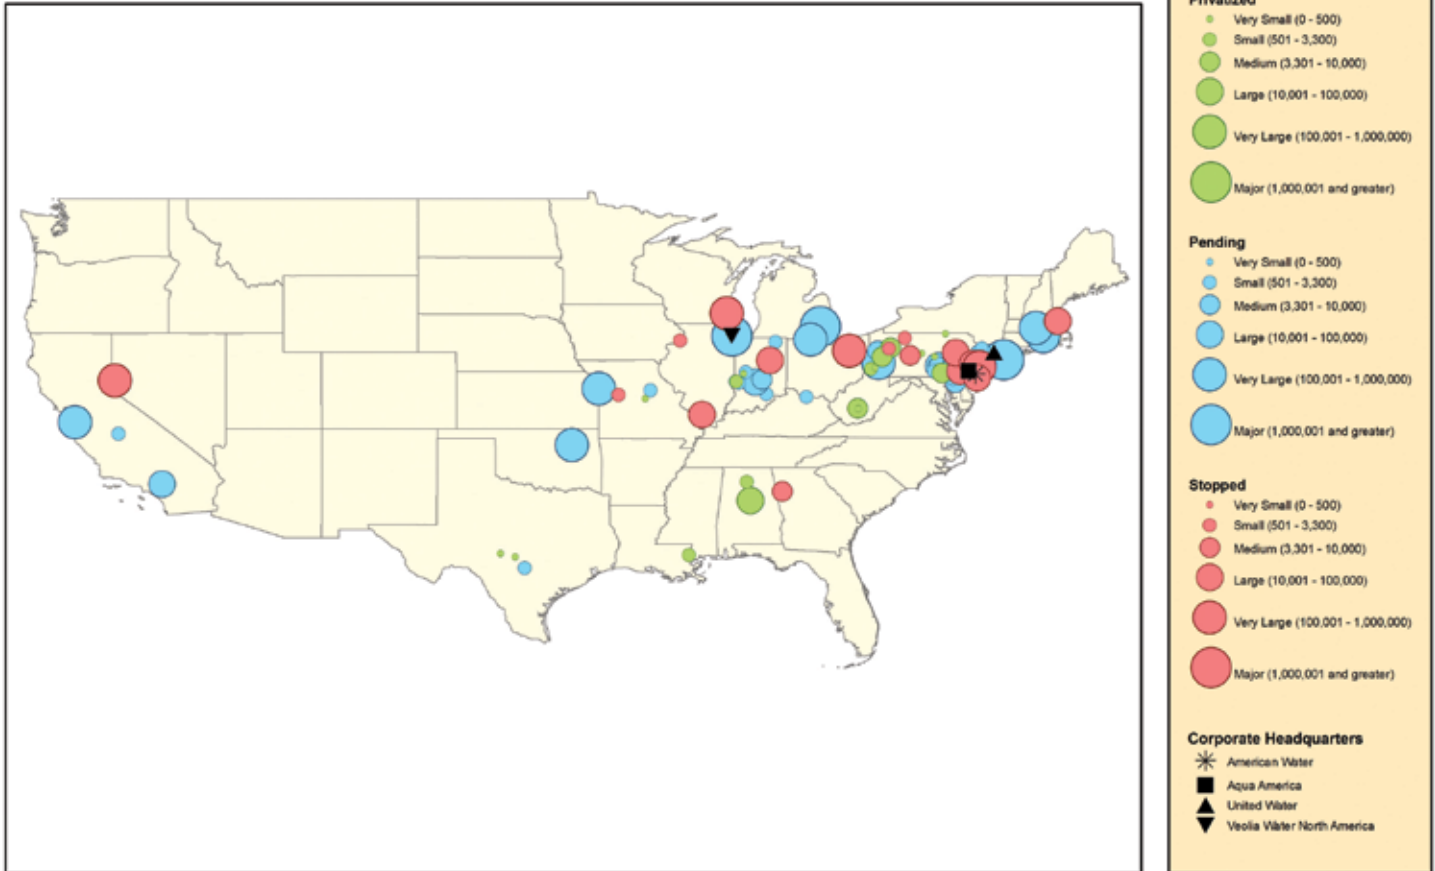 Privatized
Very Small (0 - 500)
Small (501 - 3,300)
Medium (3,301 - 10,000)
Large (10,001 - 100,000)
Very Large (100,001 - 1,000,000)
Major (1,000,001 and greater)
Pending
Very Small (0 - 500)
Small (501 - 3,300)
Medium (3,301 - 10,000)
Large (10,001 - 100,000)
Very Large (100,001 - 1,000,000)
Major (1,000,001 and greater)
Stopped
Very Small (0 - 500)
Small (501 - 3,300)
Medium (3,301 - 10,000)
Large (10,001 - 100,000)
Very Large (100,001 - 1,000,000)
Major (1,000,001 and greater)
Corporate Headquarters
American Water
Aqua America
United Water
Veolia Water North America